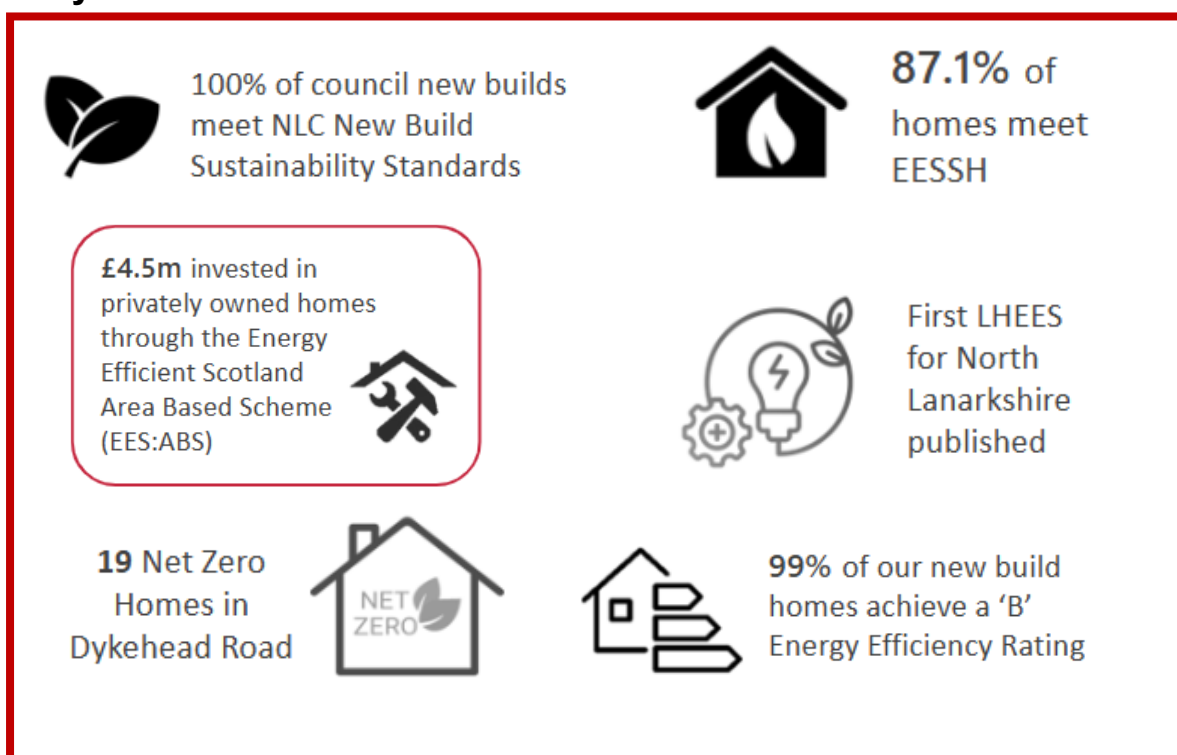 100% of council new builds
meet NLC New Build
Sustainability Standards
87.1% of
homes meet
EESSH
£4.5m invested in
privately owned homes
through the Energy
Efficient Scotland
Area Based Scheme
(EES:ABS)
First LHEES
for North
Lanarkshire
published
19 Net Zero
Homes in
Dykehead Road
NET
ZERO
99% of our new build
homes achieve a ‘B’
Energy Efficiency Rating